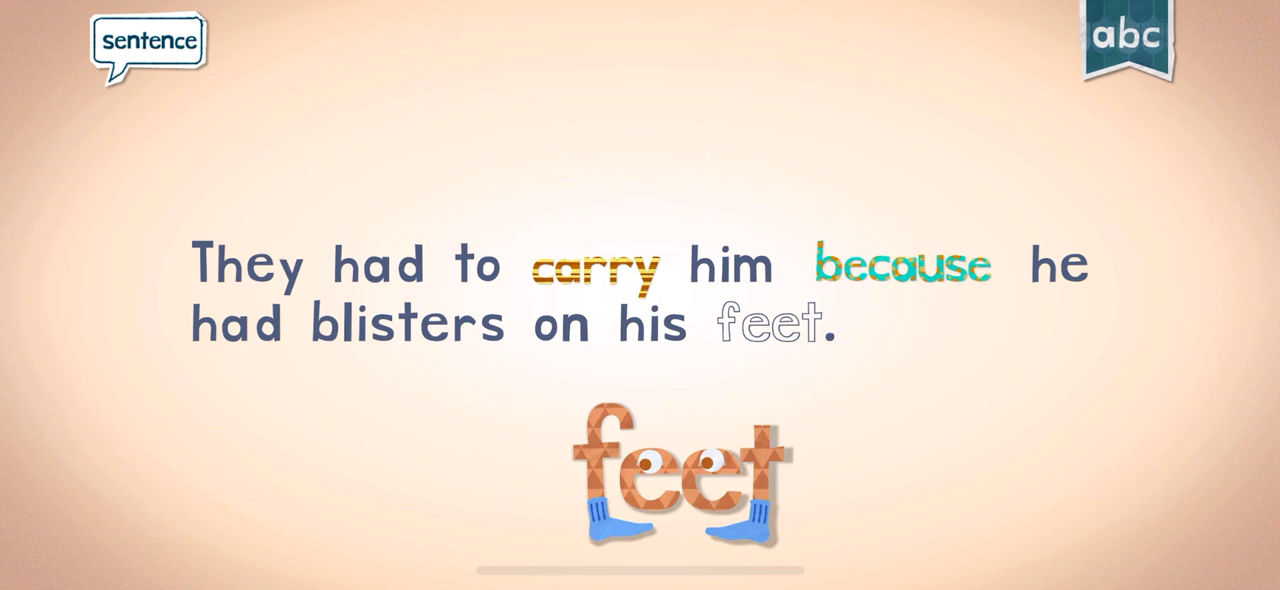 sentence
abc
They had to carry him because he
had blisters on his feet.
feet